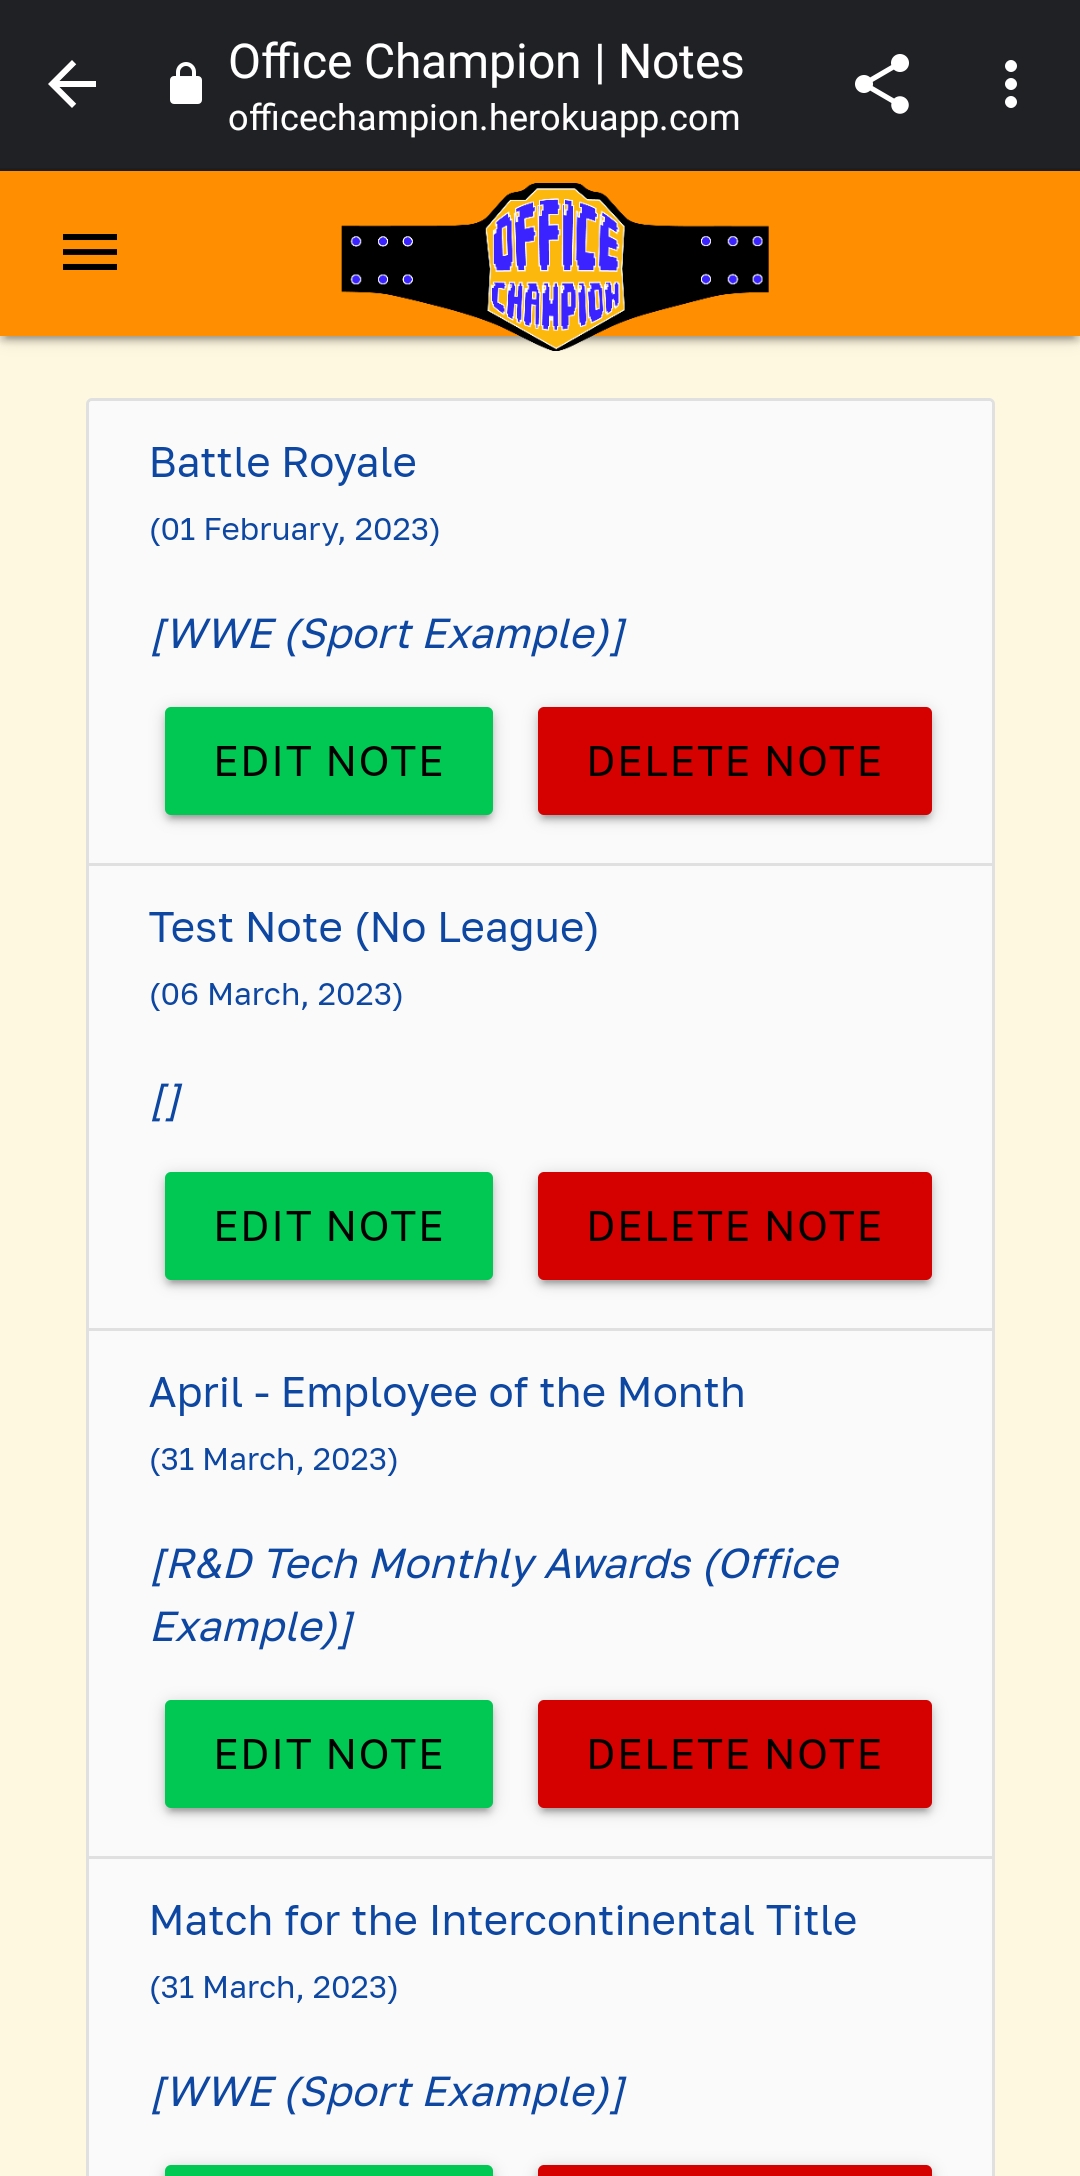 Office Champion | Notes
officechampion.herokuapp.com
OFFICE
CHAMPION
Battle Royale
(01 February, 2023)
[WWE (Sport Example)]
EDIT NOTE DELETE NOTE
Test Note (No League)
(06 March, 2023)
[]
EDIT NOTE DELETE NOTE
April - Employee of the Month
(31 March, 2023)
[R&D Tech Monthly Awards (Office
Example)]
EDIT NOTE DELETE NOTE
Match for the Intercontinental Title
(31 March, 2023)
[WWE (Sport Example)]